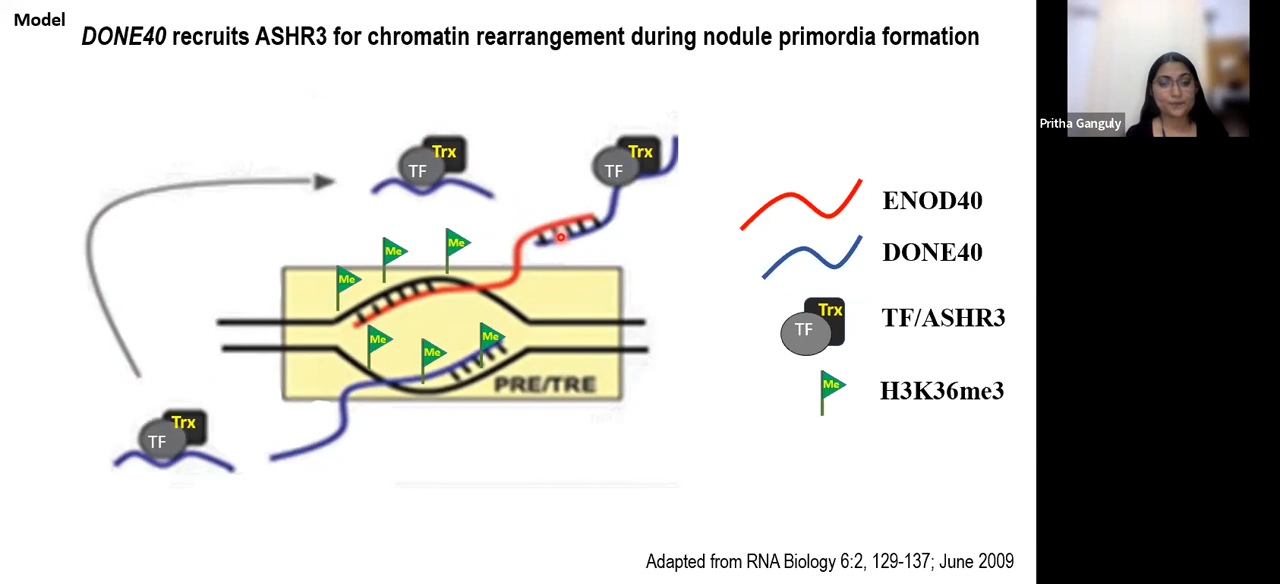 Model
DONE40 recruits ASHR3 for chromatin rearrangement during nodule primordia formation
Pritha Ganguly
Trx
TF
Trx
TF
Me
Me
Me
Me
Me
Me
PRE/TRE
Trx
TF
ENOD40
DONE40
Trx
TF
TF/ASHR3
Me
H3K36me3
Adapted from RNA Biology 6:2, 129-137; June 2009